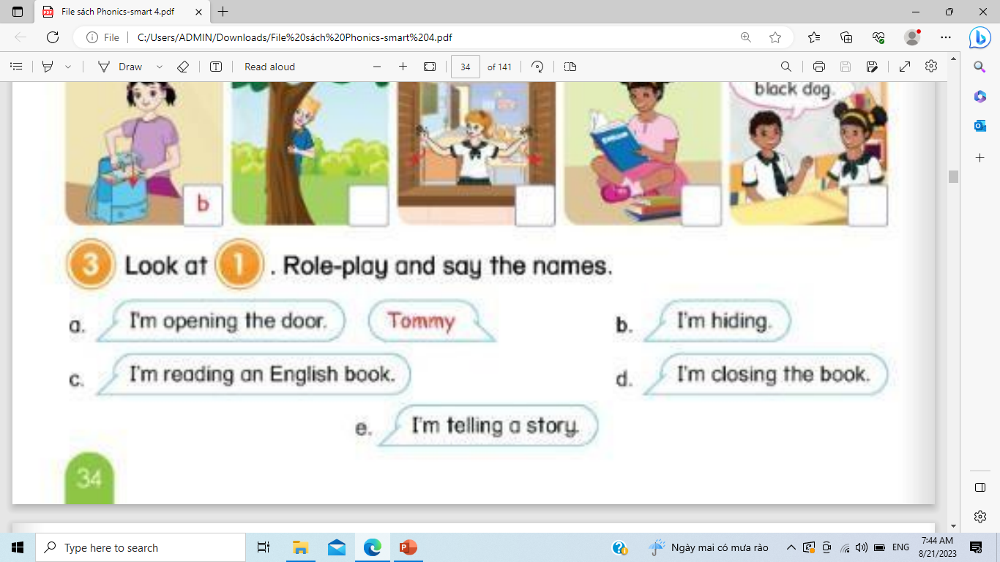 File sách Phonics-smart 4.pdf
File
C:/Users/ADMIN/Downloads/File%20sách%20Phonics-smart%204.pdf
Draw
Read aloud
34
of 141
black dog.
ENGLISH
b
3 Look at 1 . Role-play and say the names.
a. I'm opening the door. Tommy
b. I'm hiding.
c. I'm reading an English book.
d. I'm closing the book.
e. I'm telling a story.
34
Type here to search
Ngày mai có mưa rào
ENG
7:44 AM
8/21/2023